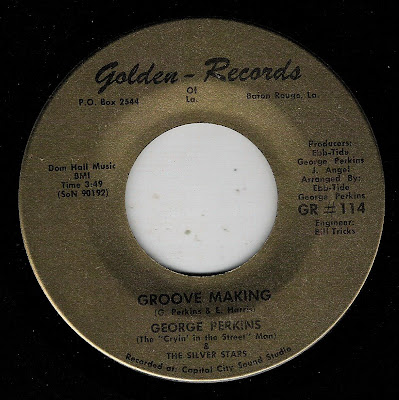 Golden-Records
Of
La.
P.O. Box 2544
Baton Rouge, La.
Dom Hall Music
BMI
Time 3:49
(SoN 90192)
Producers:
Ebb-Tide
George Perkins
J. Angel
Arranged By:
Ebb-Tide
George Perkins
GR # 114
Engineer:
Bill Tricks
GROOVE MAKING
(G. Perkins & E. Harris)
GEORGE PERKINS
(The "Cryin' in the Street" Man)
&
THE SILVER STARS
Recorded at: Capitol City Sound Studio